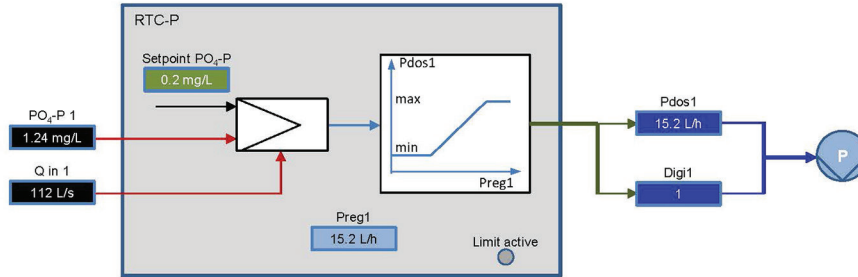 RTC-P
Setpoint PO₄-P
0.2 mg/L
PO₄-P 1
1.24 mg/L
Q in 1
112 L/s
Pdos1
max
min
Preg1
Preg1
15.2 L/h
Limit active
Pdos1
15.2 L/h
Digi1
1
P